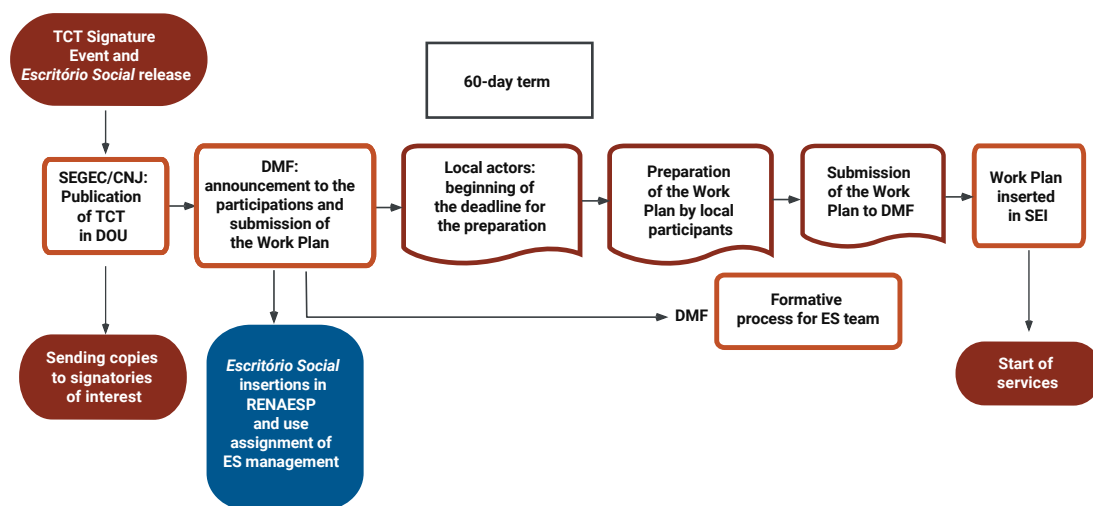 TCT Signature
Event and
Escritório Social release
60-day term
SEGEC/CNJ:
Publication
of TCT
in DOU
DMF:
announcement to the
participations and
submission of
the Work Plan
Local actors:
beginning of
the deadline for
the preparation
Preparation
of the Work
Plan by local
participants
Submission
of the Work
Plan to DMF
Work Plan
inserted
in SEI
DMF
Formative
process for ES team
Sending copies
to signatories
of interest
Escritório Social
insertions in
RENAESP
and use
assignment of
ES management
Start of
services